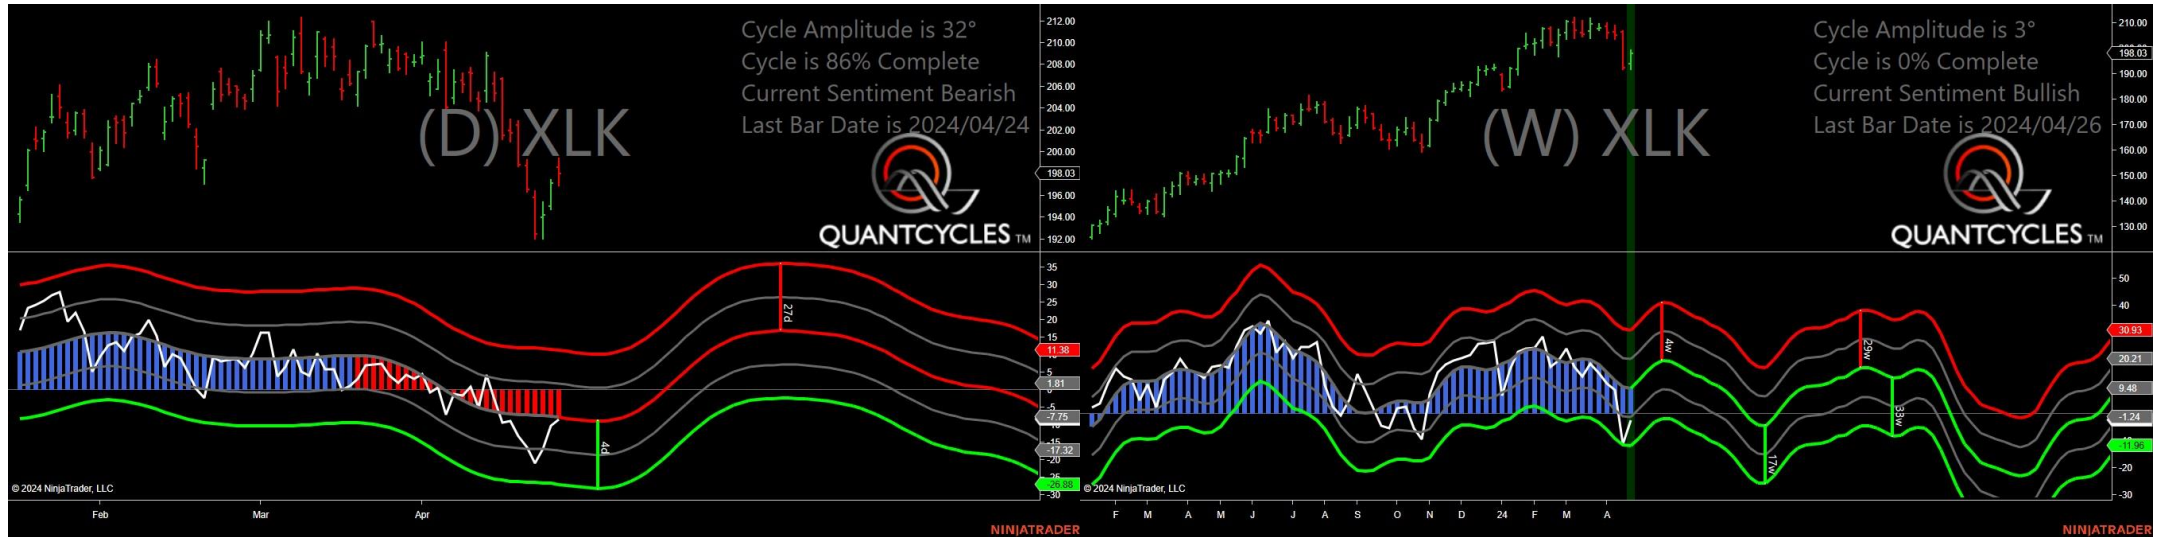 Cycle Amplitude is 32°
Cycle is 86% Complete
Current Sentiment Bearish
Last Bar Date is 2024/04/24
(D) XLK
QUANTCYCLES TM
212.00
210.00
208.00
206.00
204.00
202.00
200.00
198.03
196.00
194.00
192.00
35
30
25
20
15
11.38
5
1.81
-5
-7.75
-15
-17.32
-20
-26.88
-30
27d
4d
© 2024 NinjaTrader, LLC
Feb Mar Apr
NINJATRADER
Cycle Amplitude is 3°
Cycle is 0% Complete
Current Sentiment Bullish
Last Bar Date is 2024/04/26
(W) XLK
QUANTCYCLES TM
210.00
198.03
190.00
180.00
170.00
160.00
150.00
140.00
130.00
50
40
30.93
20.21
9.48
-1.24
-11.96
-20
-30
4w
17w
29w
33w
© 2024 NinjaTrader, LLC
F M A M J J A S O N D 24 F M A
NINJATRADER